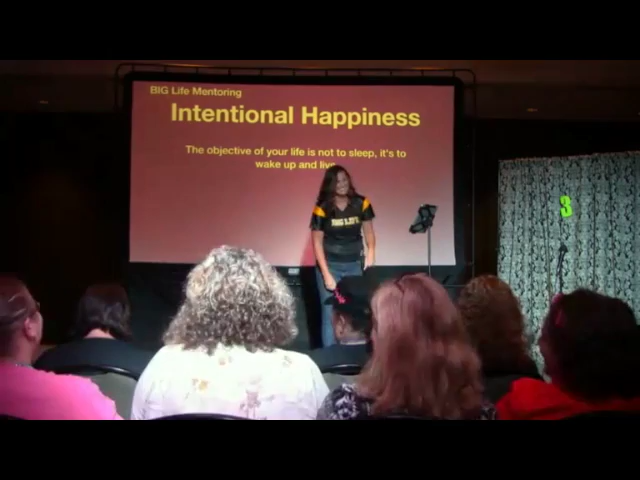 BIG Life Mentoring
Intentional Happiness
The objective of your life is not to sleep, it's to
wake up and live
BIG LIFE
3